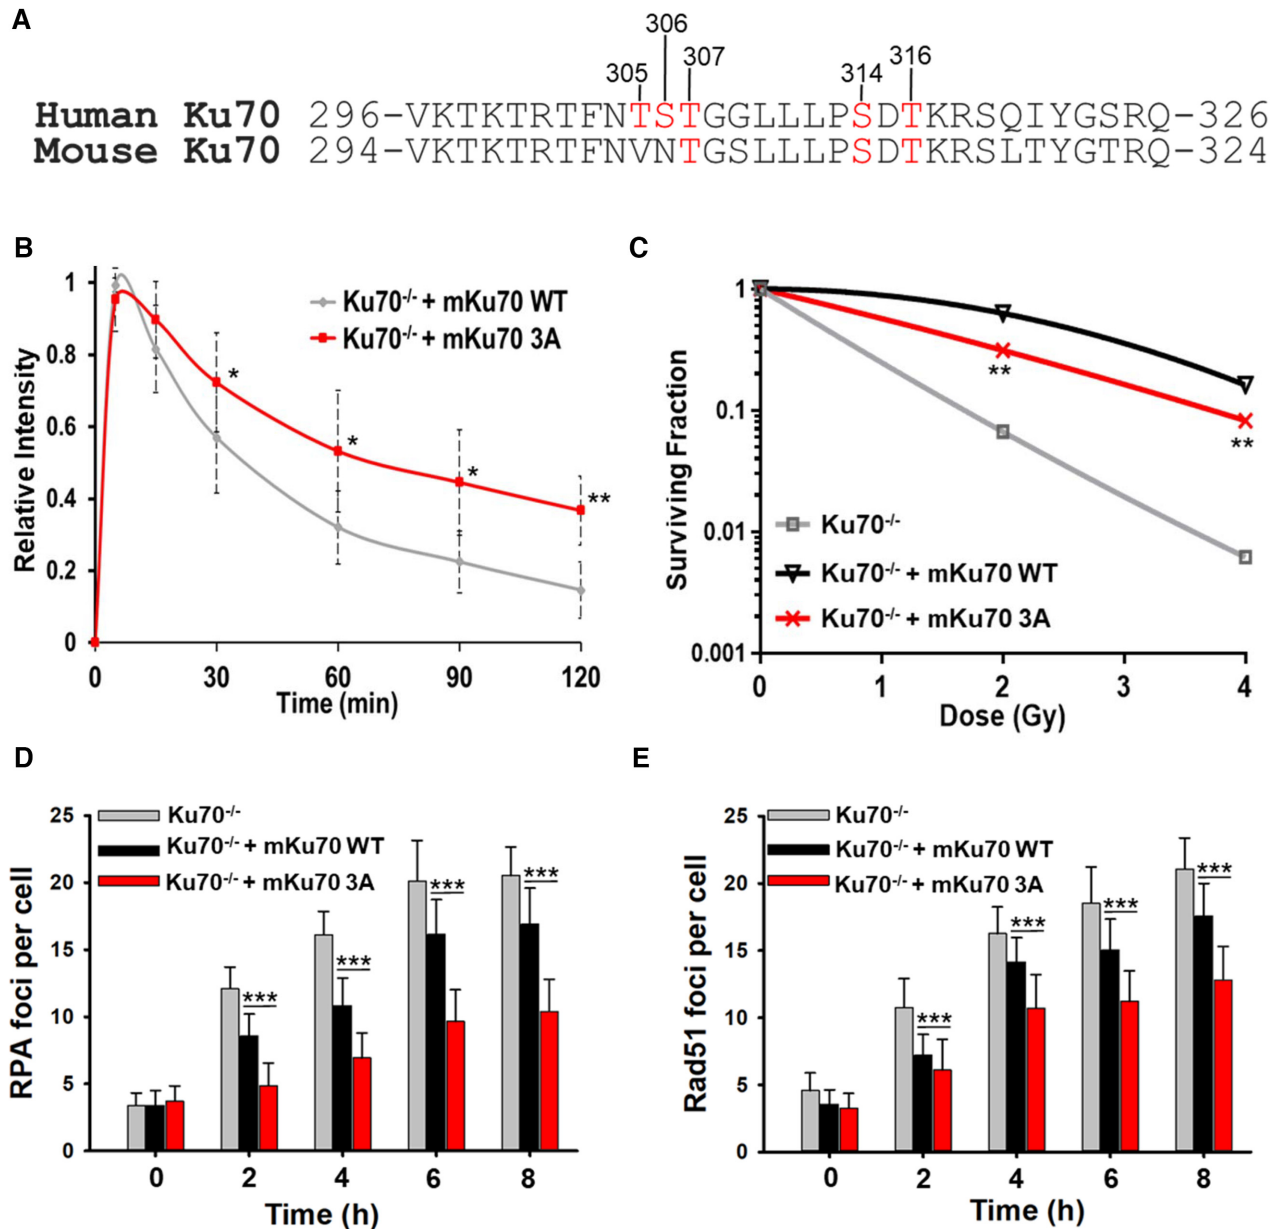 A
306
305 307
314 316
Human Ku70 296-VKTKTRTFNTSTGGLLLPSDTKRSQIYGSRQ-326
Mouse Ku70 294-VKTKTRTFNVNTGSLLLPSDTKRSLTYGTRQ-324
B
Relative Intensity
1
0.8
0.6
0.4
0.2
0
Ku70-/- + mKu70 WT
Ku70-/- + mKu70 3A
*
*
*
**
0 30 60 90 120
Time (min)
C
Surviving Fraction
1
0.1
0.01
0.001
**
**
Ku70-/-
Ku70-/- + mKu70 WT
Ku70-/- + mKu70 3A
0 1 2 3 4
Dose (Gy)
D
RPA foci per cell
25
20
15
10
5
0
Ku70-/-
Ku70-/- + mKu70 WT
Ku70-/- + mKu70 3A
*** *** *** ***
0 2 4 6 8
Time (h)
E
Rad51 foci per cell
25
20
15
10
5
0
Ku70-/-
Ku70-/- + mKu70 WT
Ku70-/- + mKu70 3A
*** *** *** ***
0 2 4 6 8
Time (h)